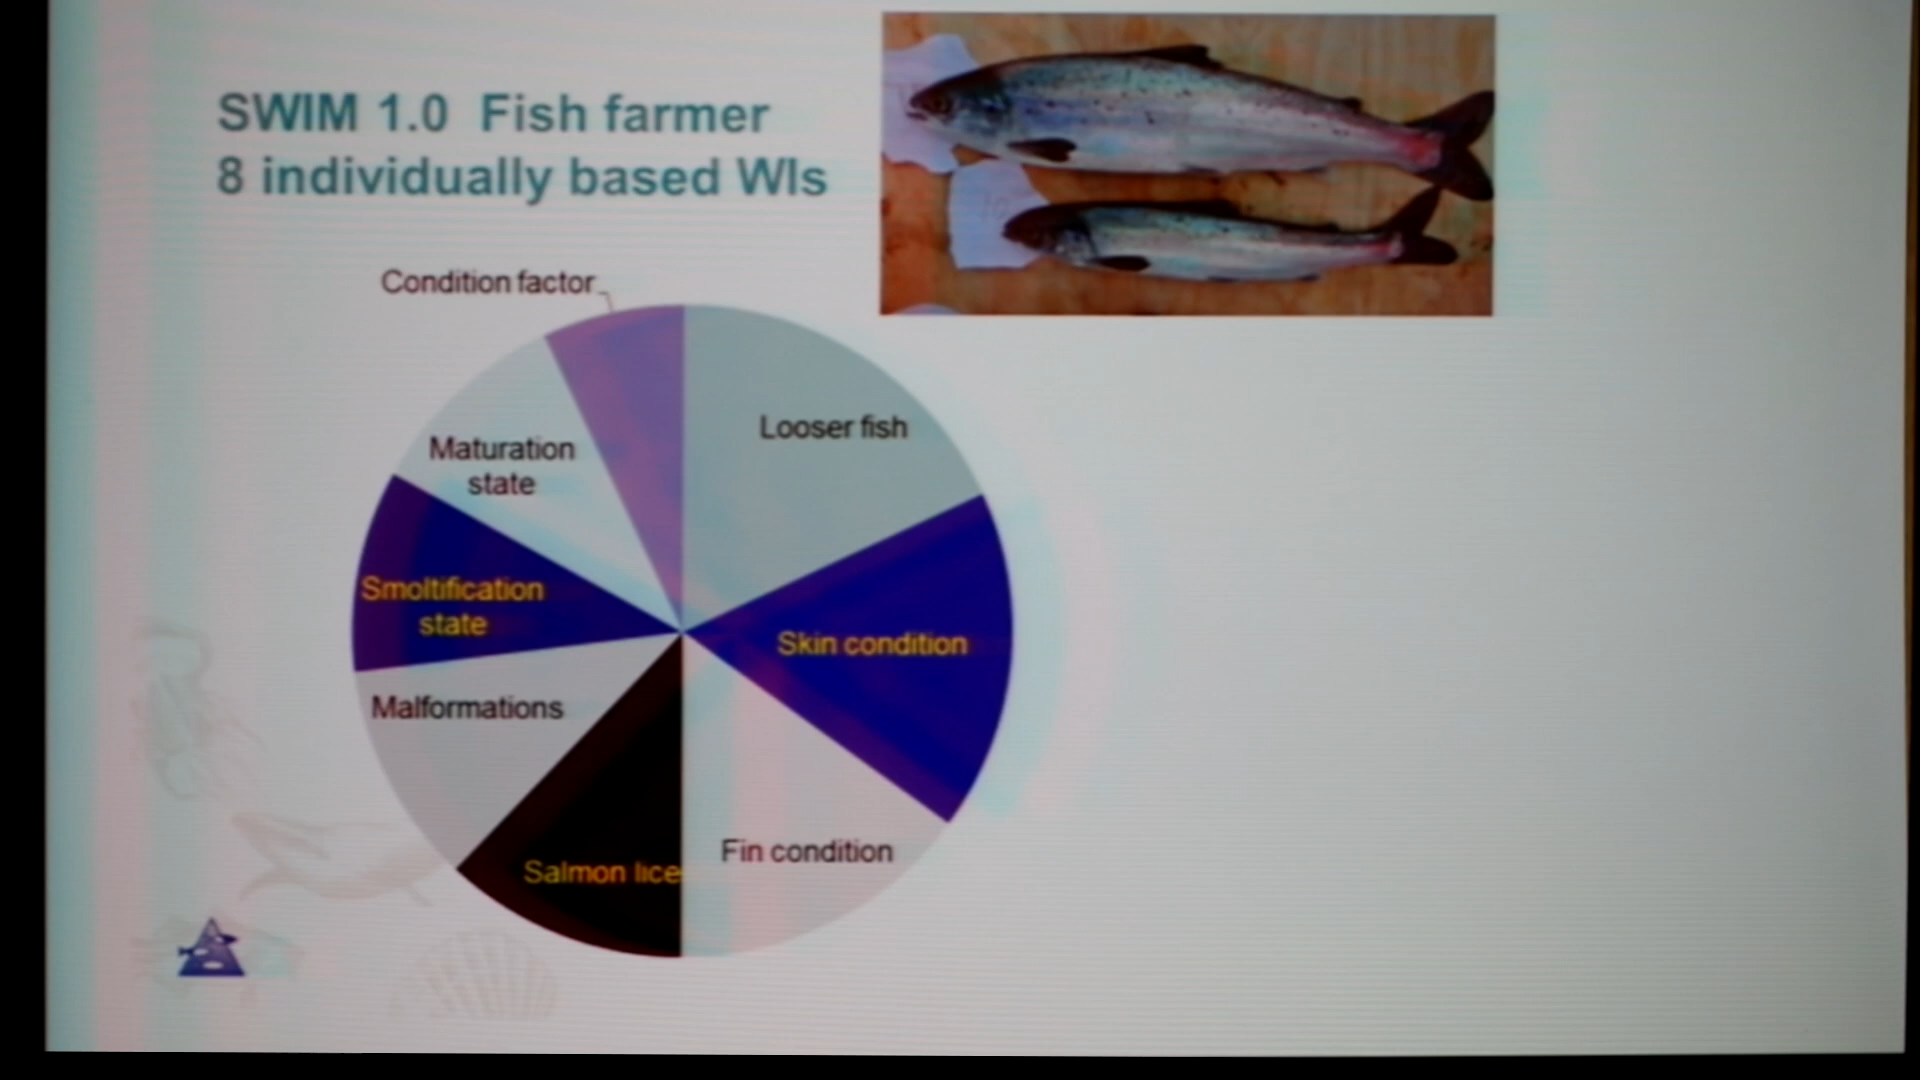 SWIM 1.0 Fish farmer
8 individually based WIs
Condition factor
Looser fish
Maturation
state
Smoltification
state
Skin condition
Malformations
Fin condition
Salmon lice